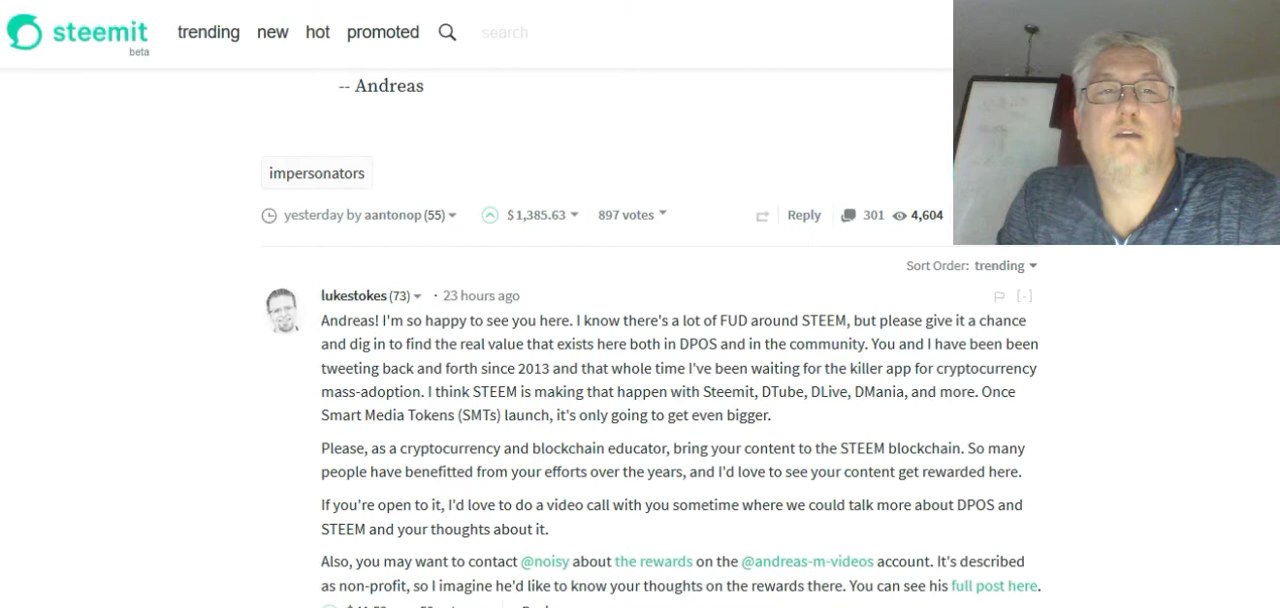 steemit
beta
trending new hot promoted search
-- Andreas
impersonators
yesterday by aantonop (55) $ 1,385.63 897 votes Reply 301 4,604
Sort Order: trending
lukestokes (73) · 23 hours ago [-]
Andreas! I'm so happy to see you here. I know there's a lot of FUD around STEEM, but please give it a chance
and dig in to find the real value that exists here both in DPOS and in the community. You and I have been been
tweeting back and forth since 2013 and that whole time I've been waiting for the killer app for cryptocurrency
mass-adoption. I think STEEM is making that happen with Steemit, DTube, DLive, DMania, and more. Once
Smart Media Tokens (SMTs) launch, it's only going to get even bigger.
Please, as a cryptocurrency and blockchain educator, bring your content to the STEEM blockchain. So many
people have benefitted from your efforts over the years, and I'd love to see your content get rewarded here.
If you're open to it, I'd love to do a video call with you sometime where we could talk more about DPOS and
STEEM and your thoughts about it.
Also, you may want to contact @noisy about the rewards on the @andreas-m-videos account. It's described
as non-profit, so I imagine he'd like to know your thoughts on the rewards there. You can see his full post here.